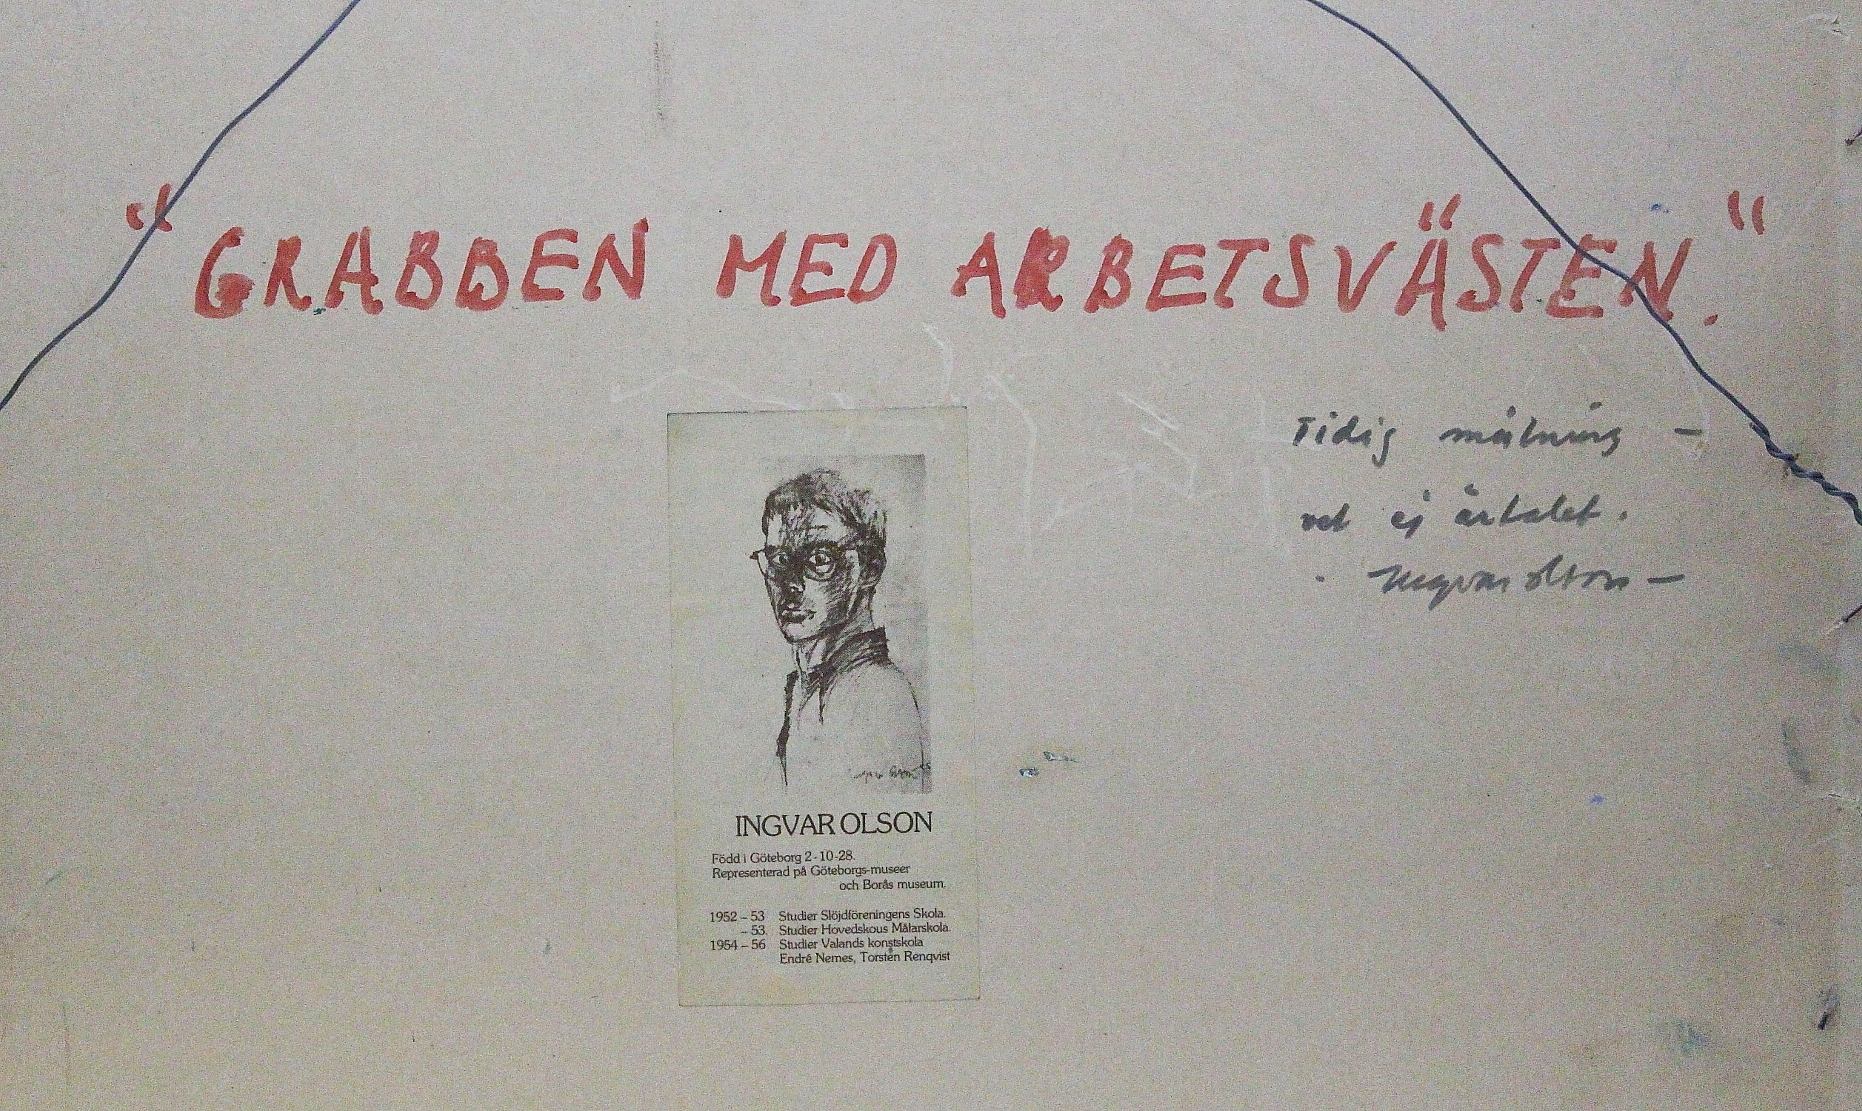 "GRABBEN MED ARBETSVÄSTEN."
Tidig målning –
vet ej årtalet.
Ingvar Olson –
INGVAR OLSON
Född i Göteborg 2-10-28.
Representerad på Göteborgs-museer
och Borås museum.
1952 – 53 Studier Slöjdföreningens Skola.
– 53. Studier Hovedskous Målarskola.
1954 – 56 Studier Valands konstskola
Endré Nemes, Torsten Renqvist